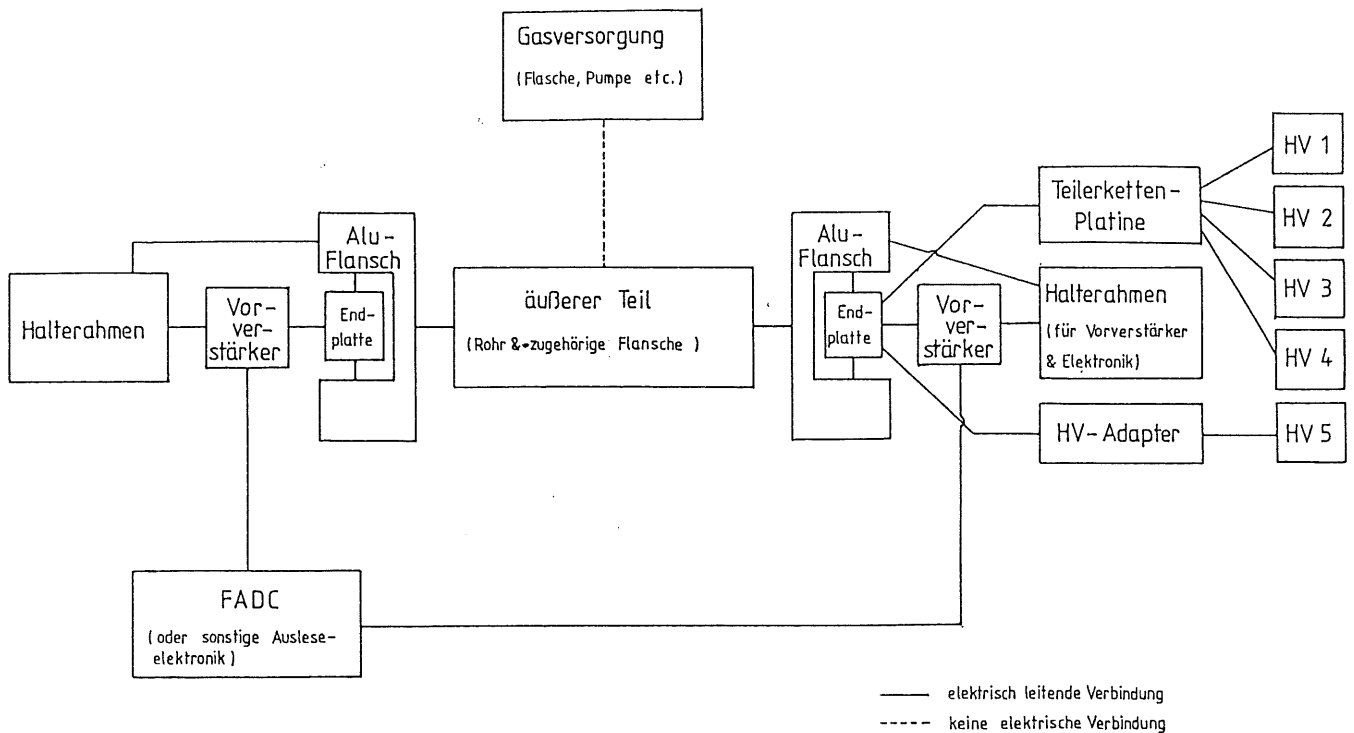 Gasversorgung
(Flasche, Pumpe etc.)
HV 1
Teilerketten-
Platine
HV 2
Alu-
Flansch
Alu-
Flansch
Halterahmen
Vor-
ver-
stärker
End-
platte
äußerer Teil
(Rohr & zugehörige Flansche)
End-
platte
Vor-
ver-
stärker
Halterahmen
(für Vorverstärker
& Elektronik)
HV 3
HV 4
HV-Adapter
HV 5
FADC
(oder sonstige Auslese-
elektronik)
elektrisch leitende Verbindung
keine elektrische Verbindung